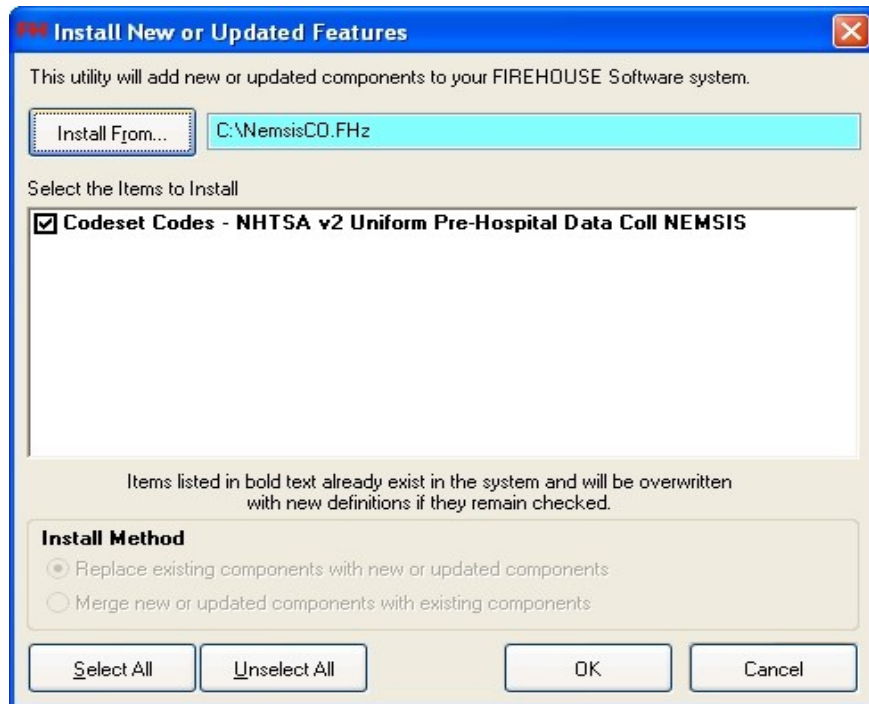 FH Install New or Updated Features
This utility will add new or updated components to your FIREHOUSE Software system.
Install From... C:\NemsisCO.FHz
Select the Items to Install
Codeset Codes - NHTSA v2 Uniform Pre-Hospital Data Coll NEMSIS
Items listed in bold text already exist in the system and will be overwritten
with new definitions if they remain checked.
Install Method
Replace existing components with new or updated components
Merge new or updated components with existing components
Select All Unselect All OK Cancel